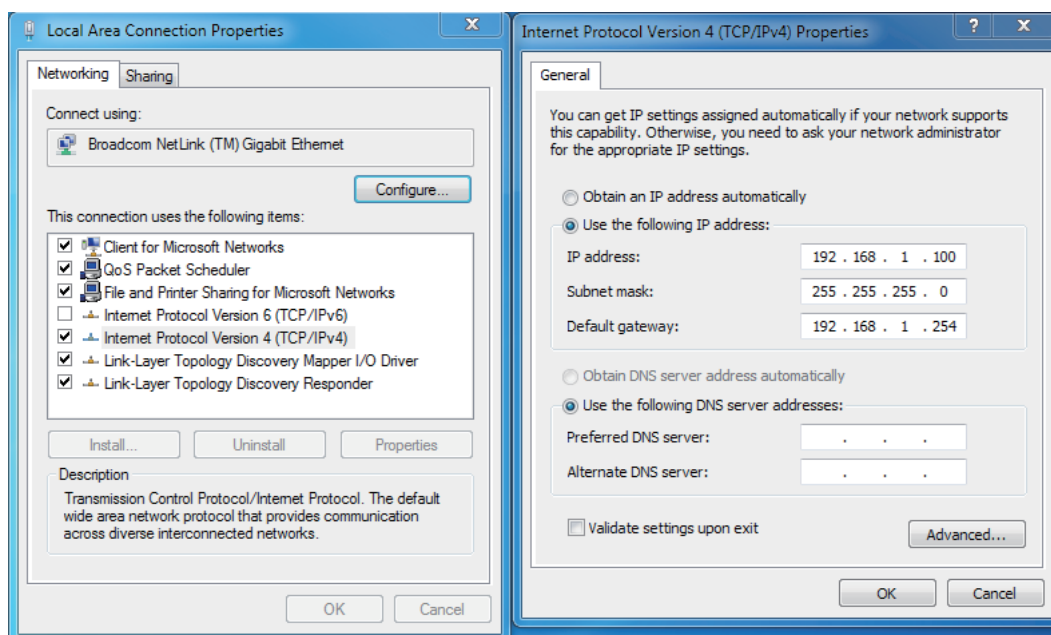 Local Area Connection Properties
Networking
Sharing
Connect using:
Broadcom NetLink (TM) Gigabit Ethernet
Configure...
This connection uses the following items:
Client for Microsoft Networks
QoS Packet Scheduler
File and Printer Sharing for Microsoft Networks
Internet Protocol Version 6 (TCP/IPv6)
Internet Protocol Version 4 (TCP/IPv4)
Link-Layer Topology Discovery Mapper I/O Driver
Link-Layer Topology Discovery Responder
Install...
Uninstall
Properties
Description
Transmission Control Protocol/Internet Protocol. The default
wide area network protocol that provides communication
across diverse interconnected networks.
OK
Cancel
Internet Protocol Version 4 (TCP/IPv4) Properties
General
You can get IP settings assigned automatically if your network supports
this capability. Otherwise, you need to ask your network administrator
for the appropriate IP settings.
Obtain an IP address automatically
Use the following IP address:
IP address: 192 . 168 . 1 . 100
Subnet mask: 255 . 255 . 255 . 0
Default gateway: 192 . 168 . 1 . 254
Obtain DNS server address automatically
Use the following DNS server addresses:
Preferred DNS server: . . .
Alternate DNS server: . . .
Validate settings upon exit
Advanced...
OK
Cancel